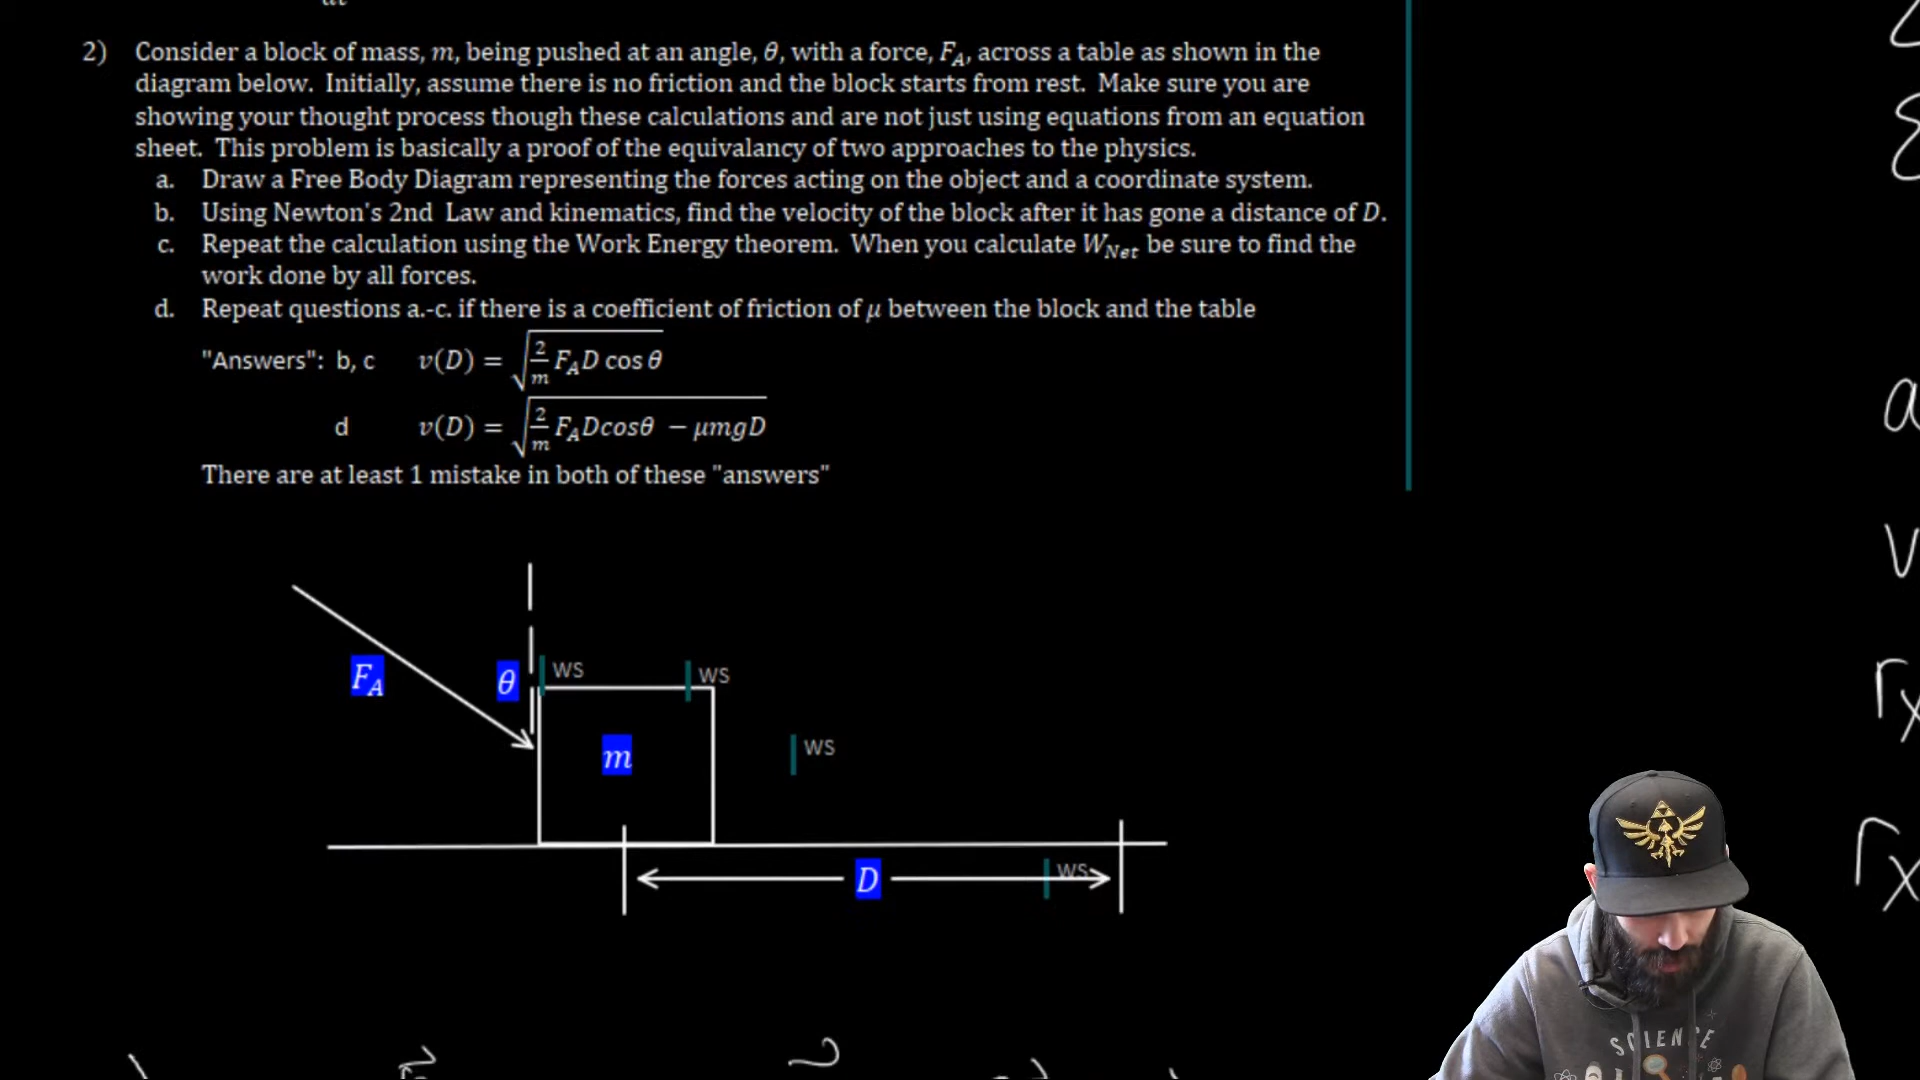 2) Consider a block of mass, m, being pushed at an angle, θ, with a force, F_A, across a table as shown in the
diagram below. Initially, assume there is no friction and the block starts from rest. Make sure you are
showing your thought process though these calculations and are not just using equations from an equation
sheet. This problem is basically a proof of the equivalancy of two approaches to the physics.
a. Draw a Free Body Diagram representing the forces acting on the object and a coordinate system.
b. Using Newton's 2nd Law and kinematics, find the velocity of the block after it has gone a distance of D.
c. Repeat the calculation using the Work Energy theorem. When you calculate W_Net be sure to find the
work done by all forces.
d. Repeat questions a.-c. if there is a coefficient of friction of μ between the block and the table
"Answers": b, c v(D) = √(2/m F_A D cos θ)
d v(D) = √(2/m F_A Dcosθ − μmgD)
There are at least 1 mistake in both of these "answers"
F_A
θ
ws
ws
m
ws
D
ws
a
v
rx
rx
SCIENCE